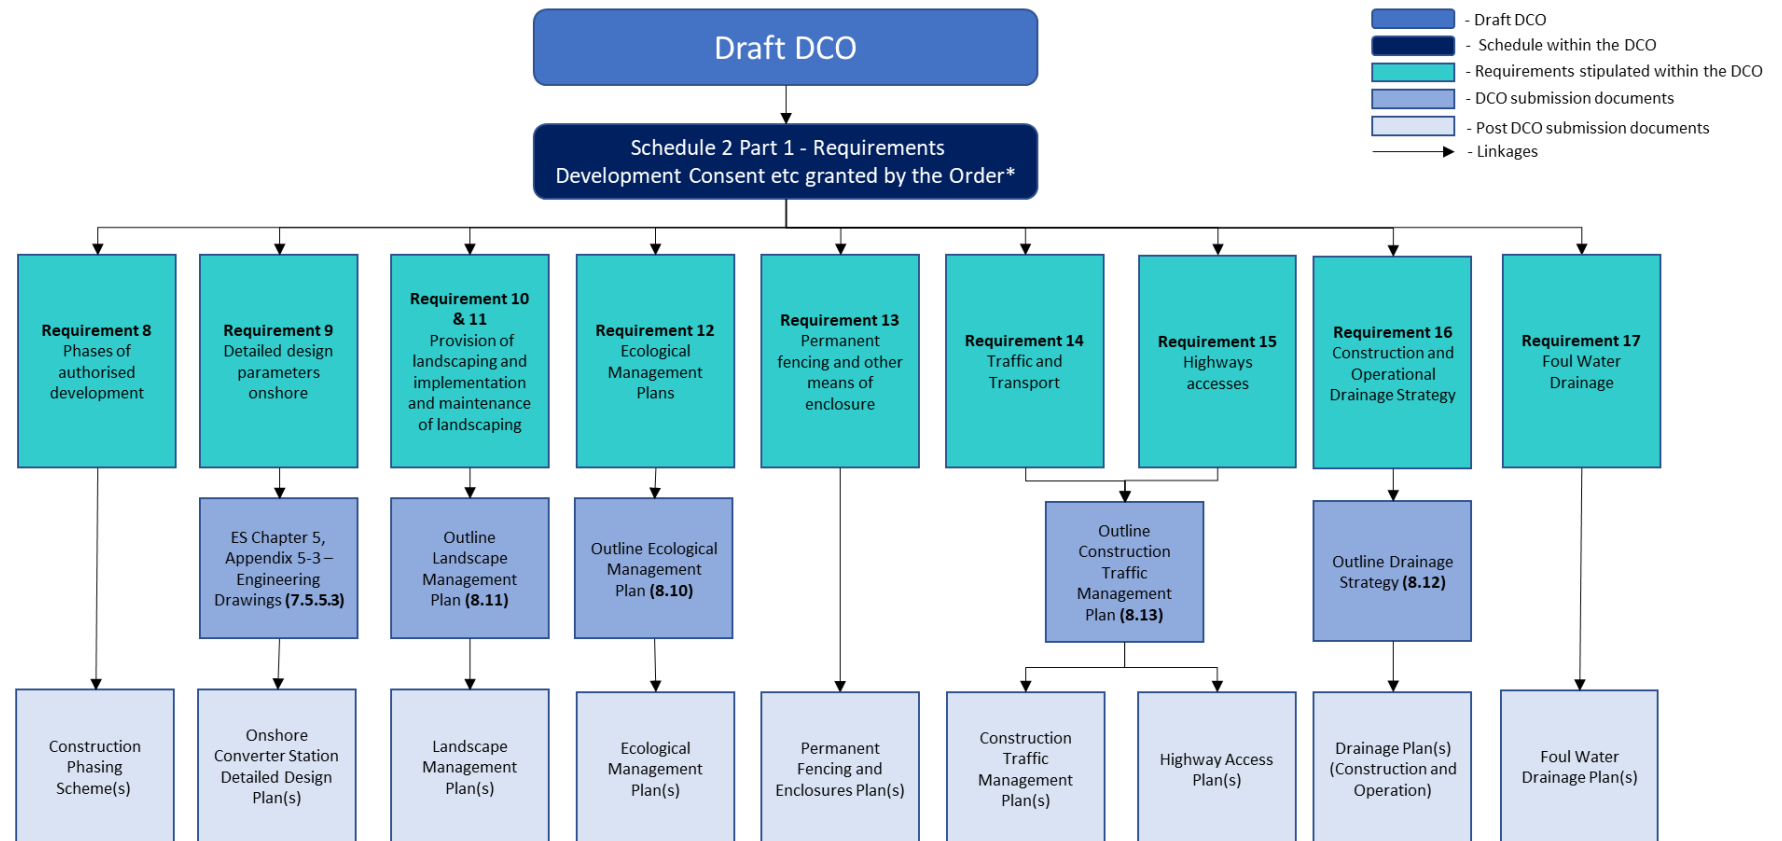 Draft DCO
- Draft DCO
- Schedule within the DCO
- Requirements stipulated within the DCO
- DCO submission documents
- Post DCO submission documents
- Linkages
Schedule 2 Part 1 - Requirements
Development Consent etc granted by the Order*
Requirement 8
Phases of
authorised
development
Requirement 9
Detailed design
parameters
onshore
Requirement 10
& 11
Provision of
landscaping and
implementation
and maintenance
of landscaping
Requirement 12
Ecological
Management
Plans
Requirement 13
Permanent
fencing and other
means of
enclosure
Requirement 14
Traffic and
Transport
Requirement 15
Highways
accesses
Requirement 16
Construction and
Operational
Drainage Strategy
Requirement 17
Foul Water
Drainage
ES Chapter 5,
Appendix 5-3 –
Engineering
Drawings (7.5.5.3)
Outline
Landscape
Management
Plan (8.11)
Outline Ecological
Management
Plan (8.10)
Outline
Construction
Traffic
Management
Plan (8.13)
Outline Drainage
Strategy (8.12)
Construction
Phasing
Scheme(s)
Onshore
Converter Station
Detailed Design
Plan(s)
Landscape
Management
Plan(s)
Ecological
Management
Plan(s)
Permanent
Fencing and
Enclosures Plan(s)
Construction
Traffic
Management
Plan(s)
Highway Access
Plan(s)
Drainage Plan(s)
(Construction and
Operation)
Foul Water
Drainage Plan(s)